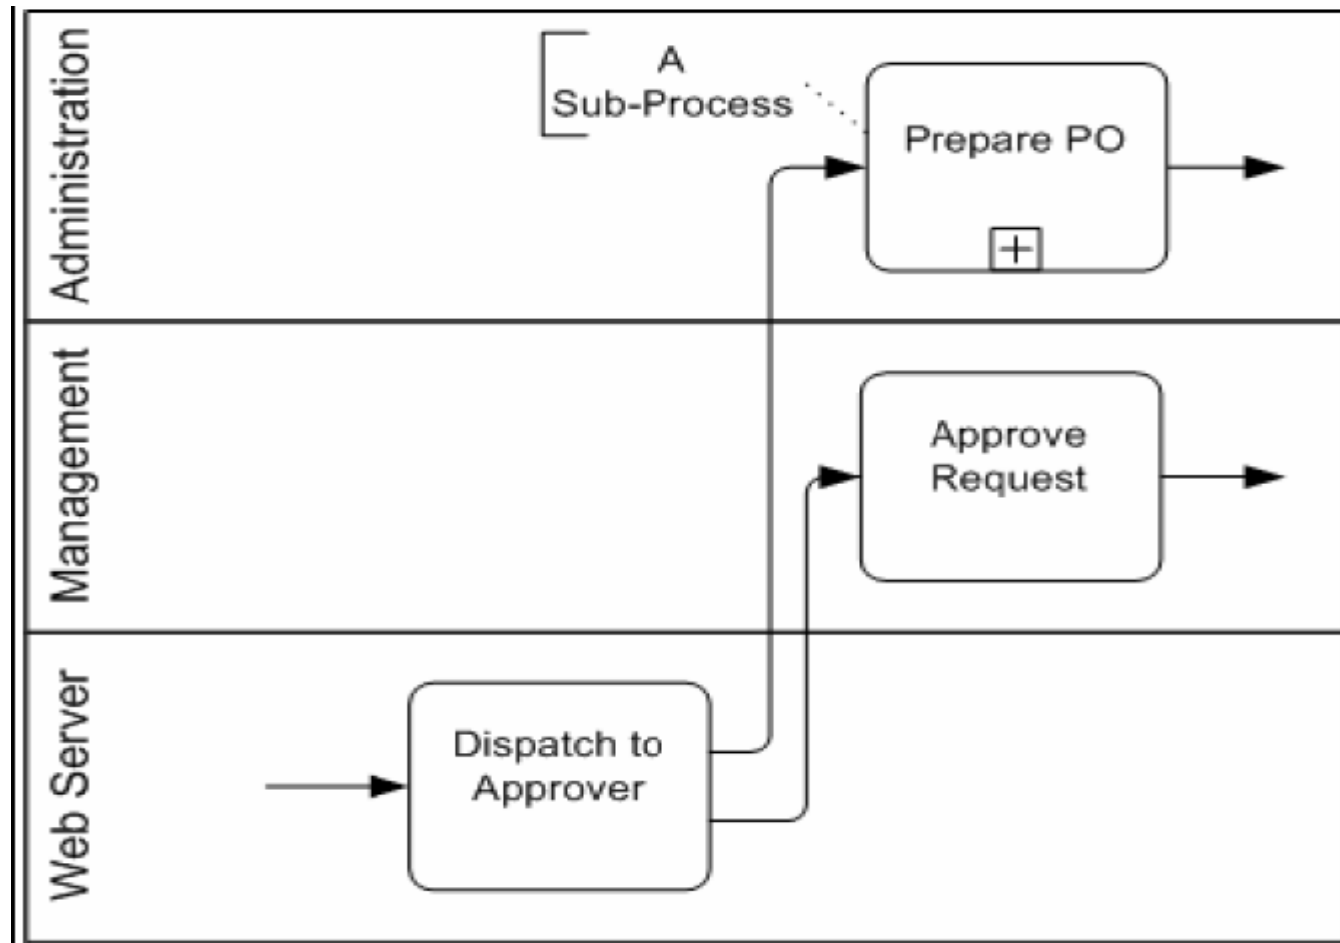 Administration
A
Sub-Process
Prepare PO
Management
Approve
Request
Web Server
Dispatch to
Approver